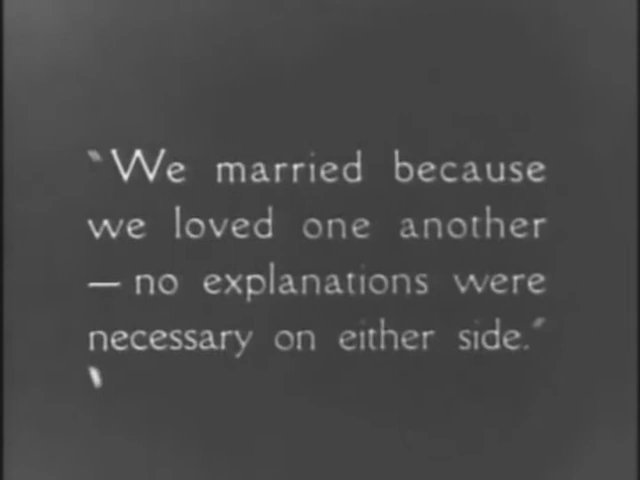 "We married because
we loved one another
— no explanations were
necessary on either side."